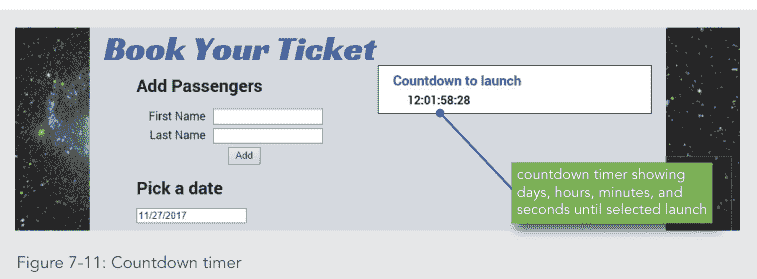 Book Your Ticket
Add Passengers
First Name
Last Name
Add
Pick a date
11/27/2017
Countdown to launch
12:01:58:28
countdown timer showing
days, hours, minutes, and
seconds until selected launch
Figure 7-11: Countdown timer